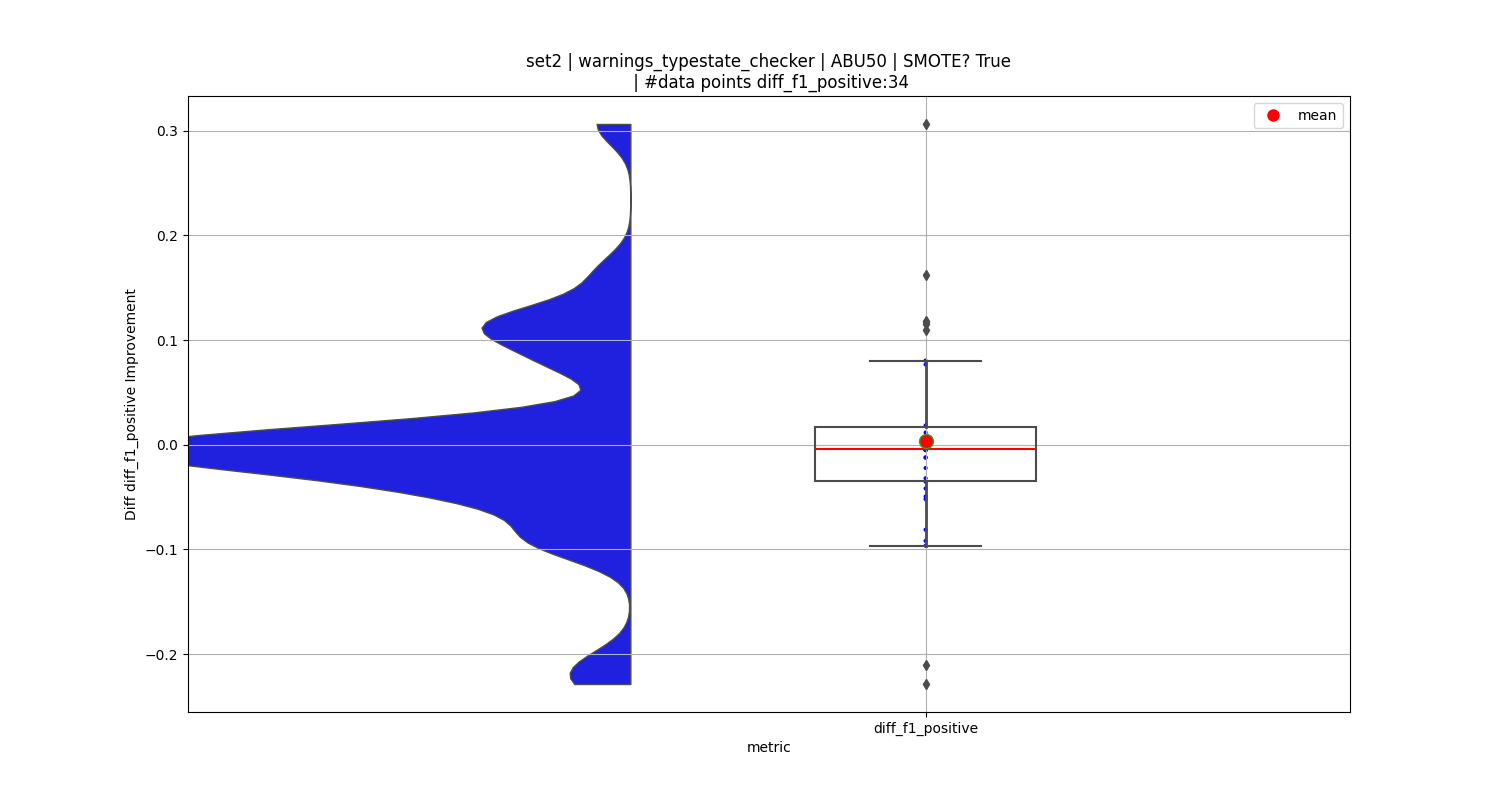 set2 | warnings_typestate_checker | ABU50 | SMOTE? True
| #data points diff_f1_positive:34
mean
0.3
0.2
0.1
0.0
−0.1
−0.2
Diff diff_f1_positive Improvement
diff_f1_positive
metric